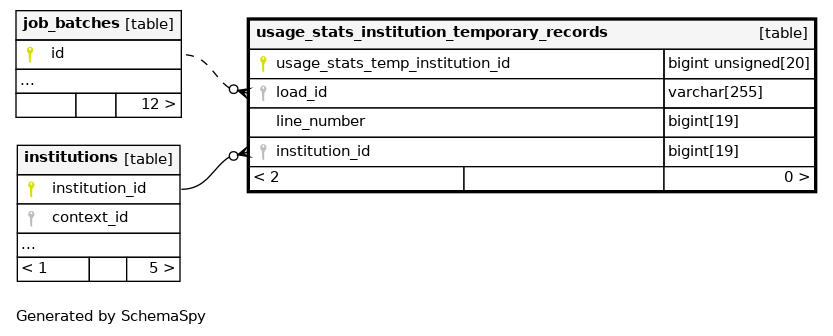 job_batches [table]
id
...
12 >
institutions [table]
institution_id
context_id
...
< 1 5 >
usage_stats_institution_temporary_records [table]
usage_stats_temp_institution_id bigint unsigned[20]
load_id varchar[255]
line_number bigint[19]
institution_id bigint[19]
< 2 0 >
Generated by SchemaSpy